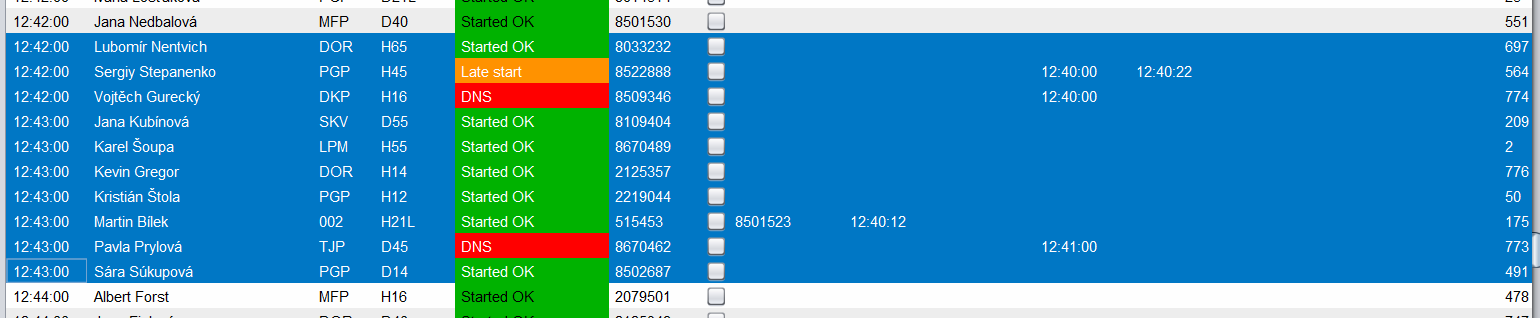 12:42:00 Jana Nedbalová MFP D40 Started OK 8501530 551
12:42:00 Lubomír Nentvich DOR H65 Started OK 8033232 697
12:42:00 Sergiy Stepanenko PGP H45 Late start 8522888 12:40:00 12:40:22 564
12:42:00 Vojtěch Gurecký DKP H16 DNS 8509346 12:40:00 774
12:43:00 Jana Kubínová SKV D55 Started OK 8109404 209
12:43:00 Karel Šoupa LPM H55 Started OK 8670489 2
12:43:00 Kevin Gregor DOR H14 Started OK 2125357 776
12:43:00 Kristián Štola PGP H12 Started OK 2219044 50
12:43:00 Martin Bílek 002 H21L Started OK 515453 8501523 12:40:12 175
12:43:00 Pavla Prylová TJP D45 DNS 8670462 12:41:00 773
12:43:00 Sára Súkupová PGP D14 Started OK 8502687 491
12:44:00 Albert Forst MFP H16 Started OK 2079501 478